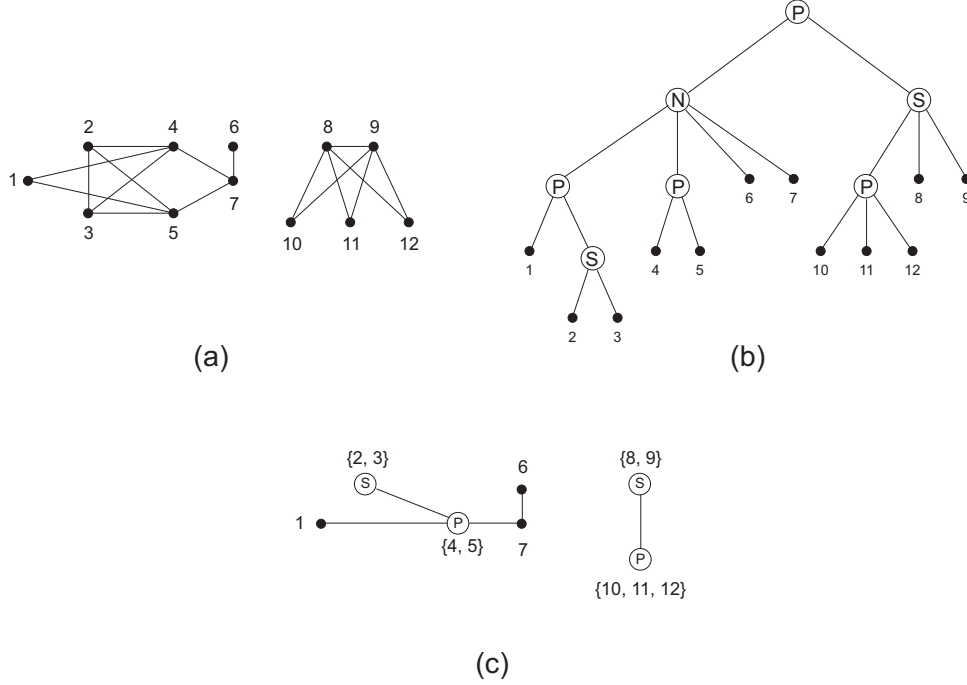 2 4 6
1
3 5 7
8 9
10 11 12
(a)
P
N S
P P 6 7 P 8 9
1 S 4 5 10 11 12
2 3
(b)
{2, 3}
S
1 P
{4, 5}
6
7
{8, 9}
S
P
{10, 11, 12}
(c)